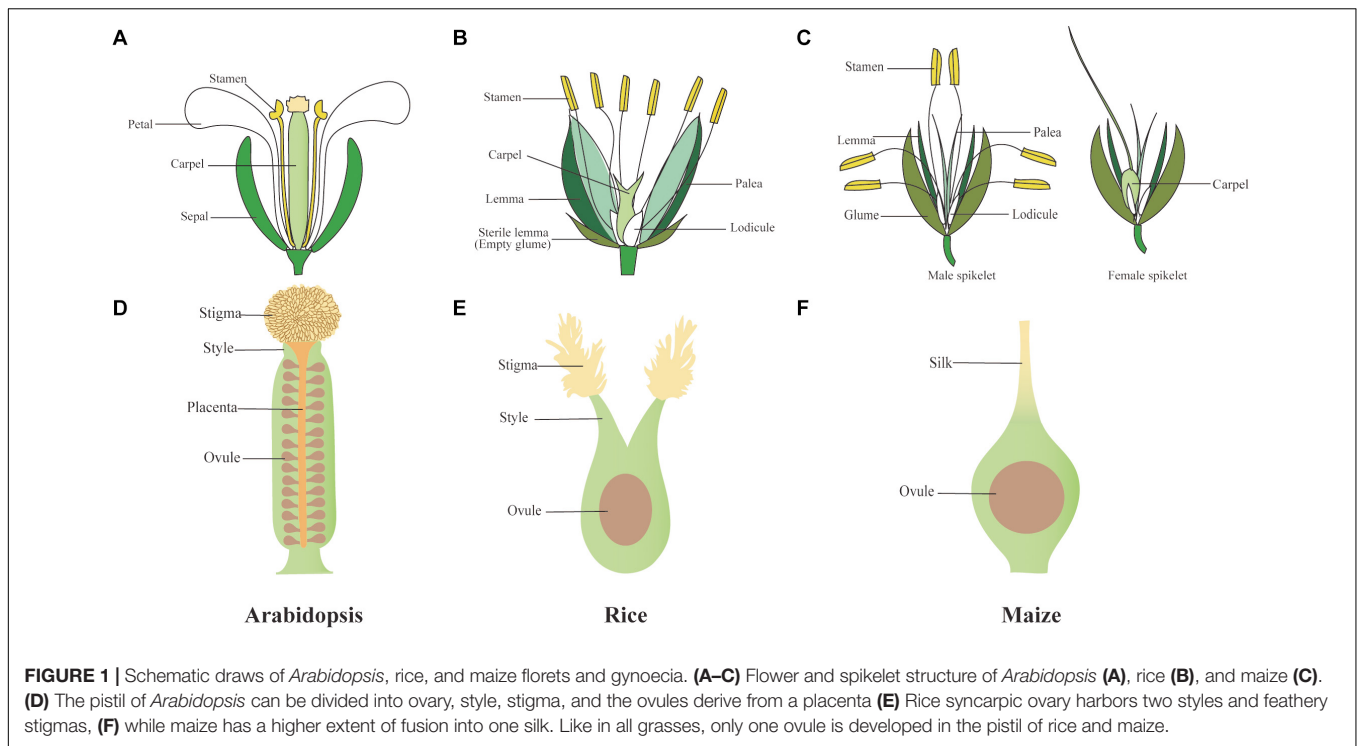 A
Stamen
Petal
Carpel
Sepal
B
Stamen
Carpel
Lemma
Sterile lemma
(Empty glume)
Palea
Lodicule
C
Stamen
Lemma
Glume
Palea
Lodicule
Male spikelet
Carpel
Female spikelet
D
Stigma
Style
Placenta
Ovule
Arabidopsis
E
Stigma
Style
Ovule
Rice
F
Silk
Ovule
Maize
FIGURE 1 | Schematic draws of Arabidopsis, rice, and maize florets and gynoecia. (A–C) Flower and spikelet structure of Arabidopsis (A), rice (B), and maize (C).
(D) The pistil of Arabidopsis can be divided into ovary, style, stigma, and the ovules derive from a placenta (E) Rice syncarpic ovary harbors two styles and feathery
stigmas, (F) while maize has a higher extent of fusion into one silk. Like in all grasses, only one ovule is developed in the pistil of rice and maize.